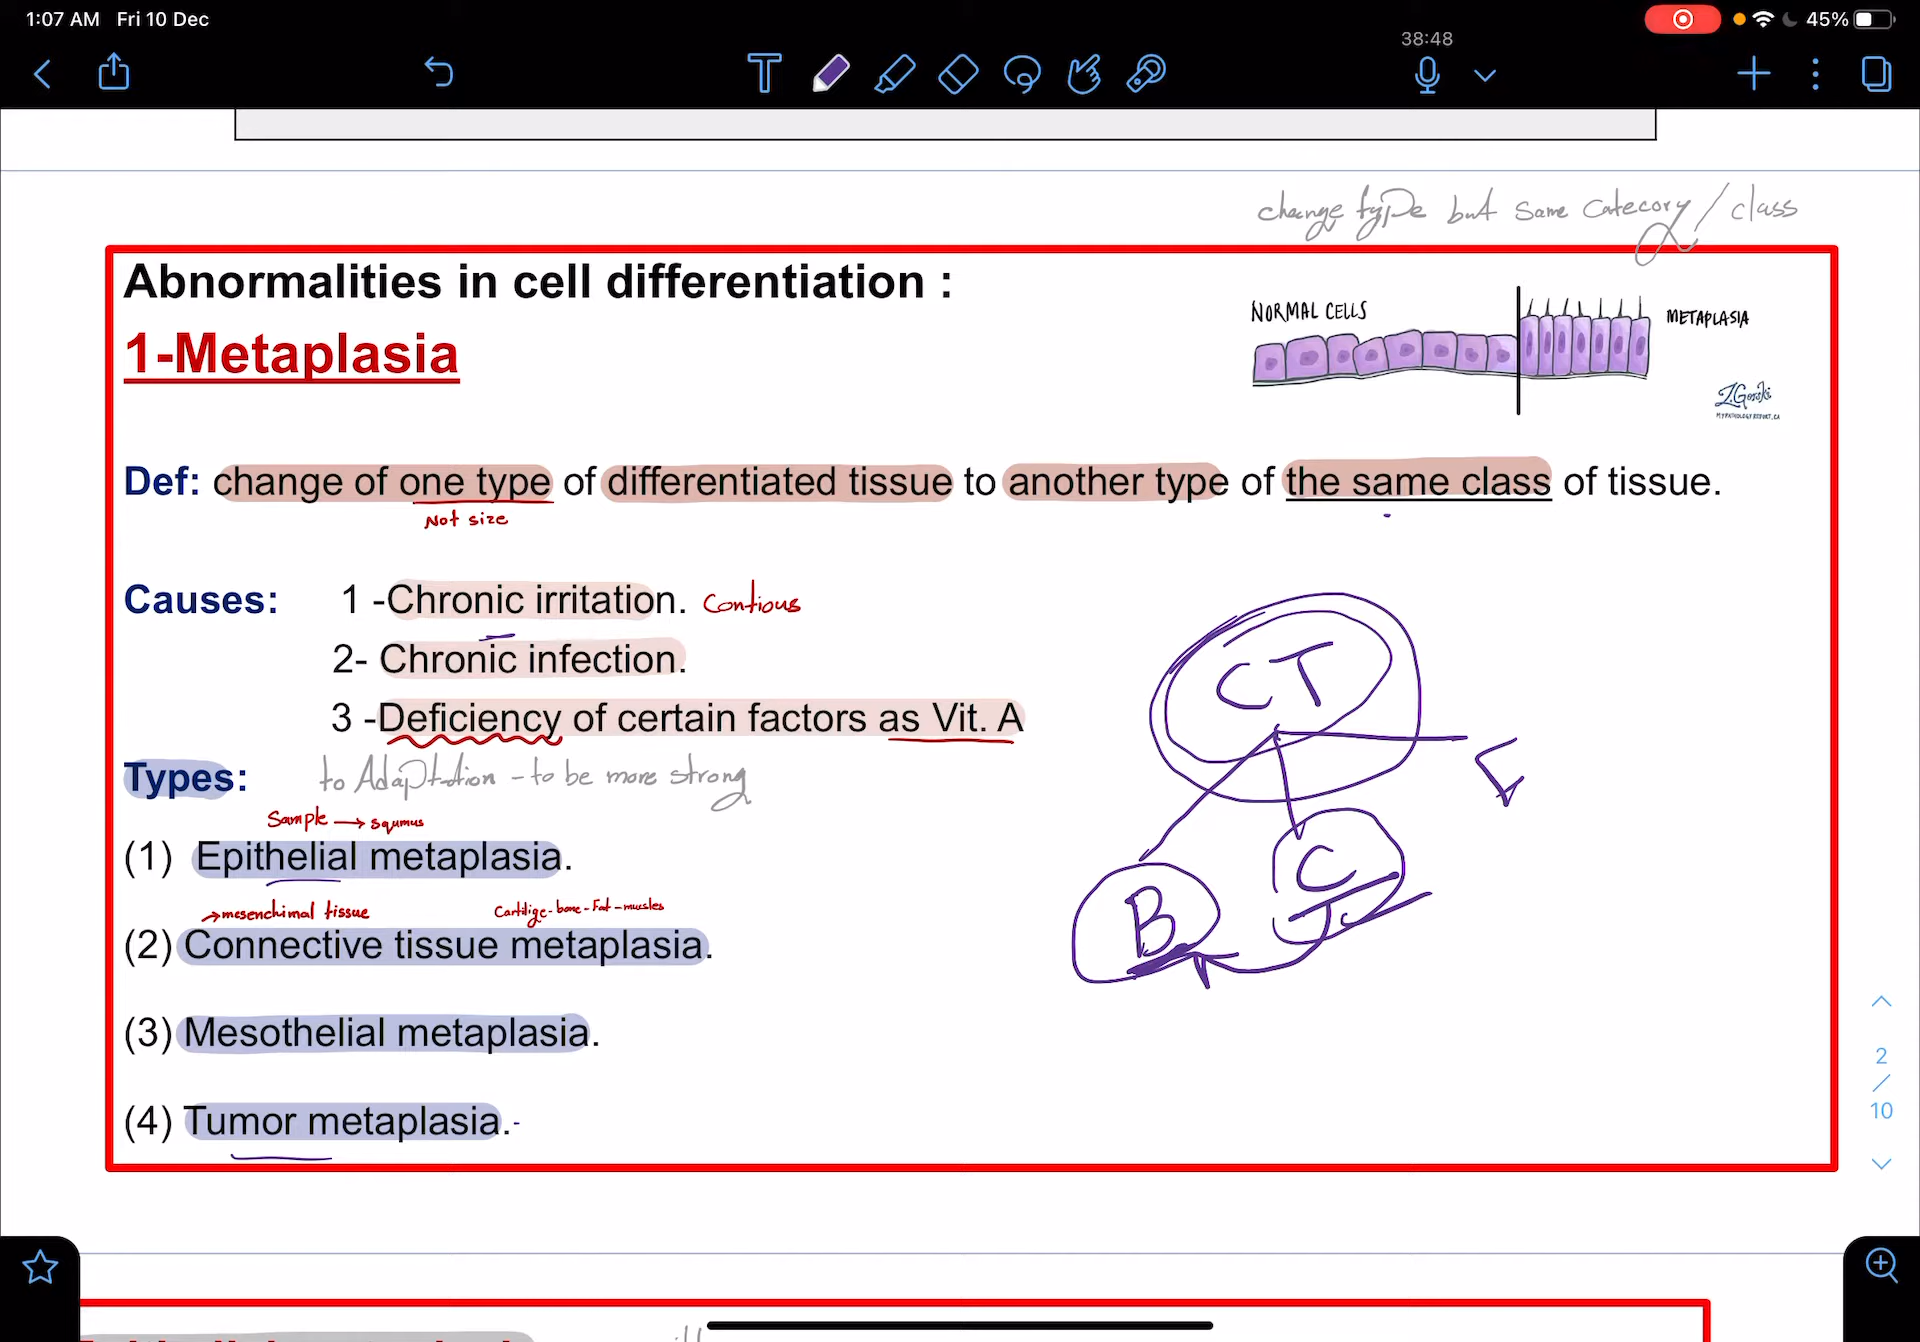 1:07 AM Fri 10 Dec
45%
38:48
change type but same catecory / class
Abnormalities in cell differentiation :
1-Metaplasia
NORMAL CELLS
METAPLASIA
MYPATHOLOGYREPORT.CA
Def: change of one type of differentiated tissue to another type of the same class of tissue.
Not size
Causes: 1 -Chronic irritation. Contious
2- Chronic infection.
3 -Deficiency of certain factors as Vit. A
Types: to Adaptation - to be more strong
Sample → squmus
(1) Epithelial metaplasia.
→mesenchimal tissue Cartilige-bone-Fat-muscles
(2) Connective tissue metaplasia.
(3) Mesothelial metaplasia.
(4) Tumor metaplasia.
CT
B
C
2
/
10